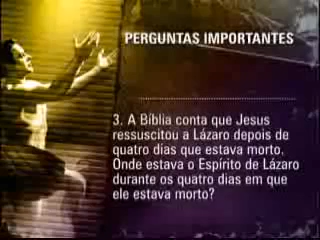 PERGUNTAS IMPORTANTES
3. A Bíblia conta que Jesus
ressuscitou a Lázaro depois de
quatro dias que estava morto.
Onde estava o Espírito de Lázaro
durante os quatro dias em que
ele estava morto?